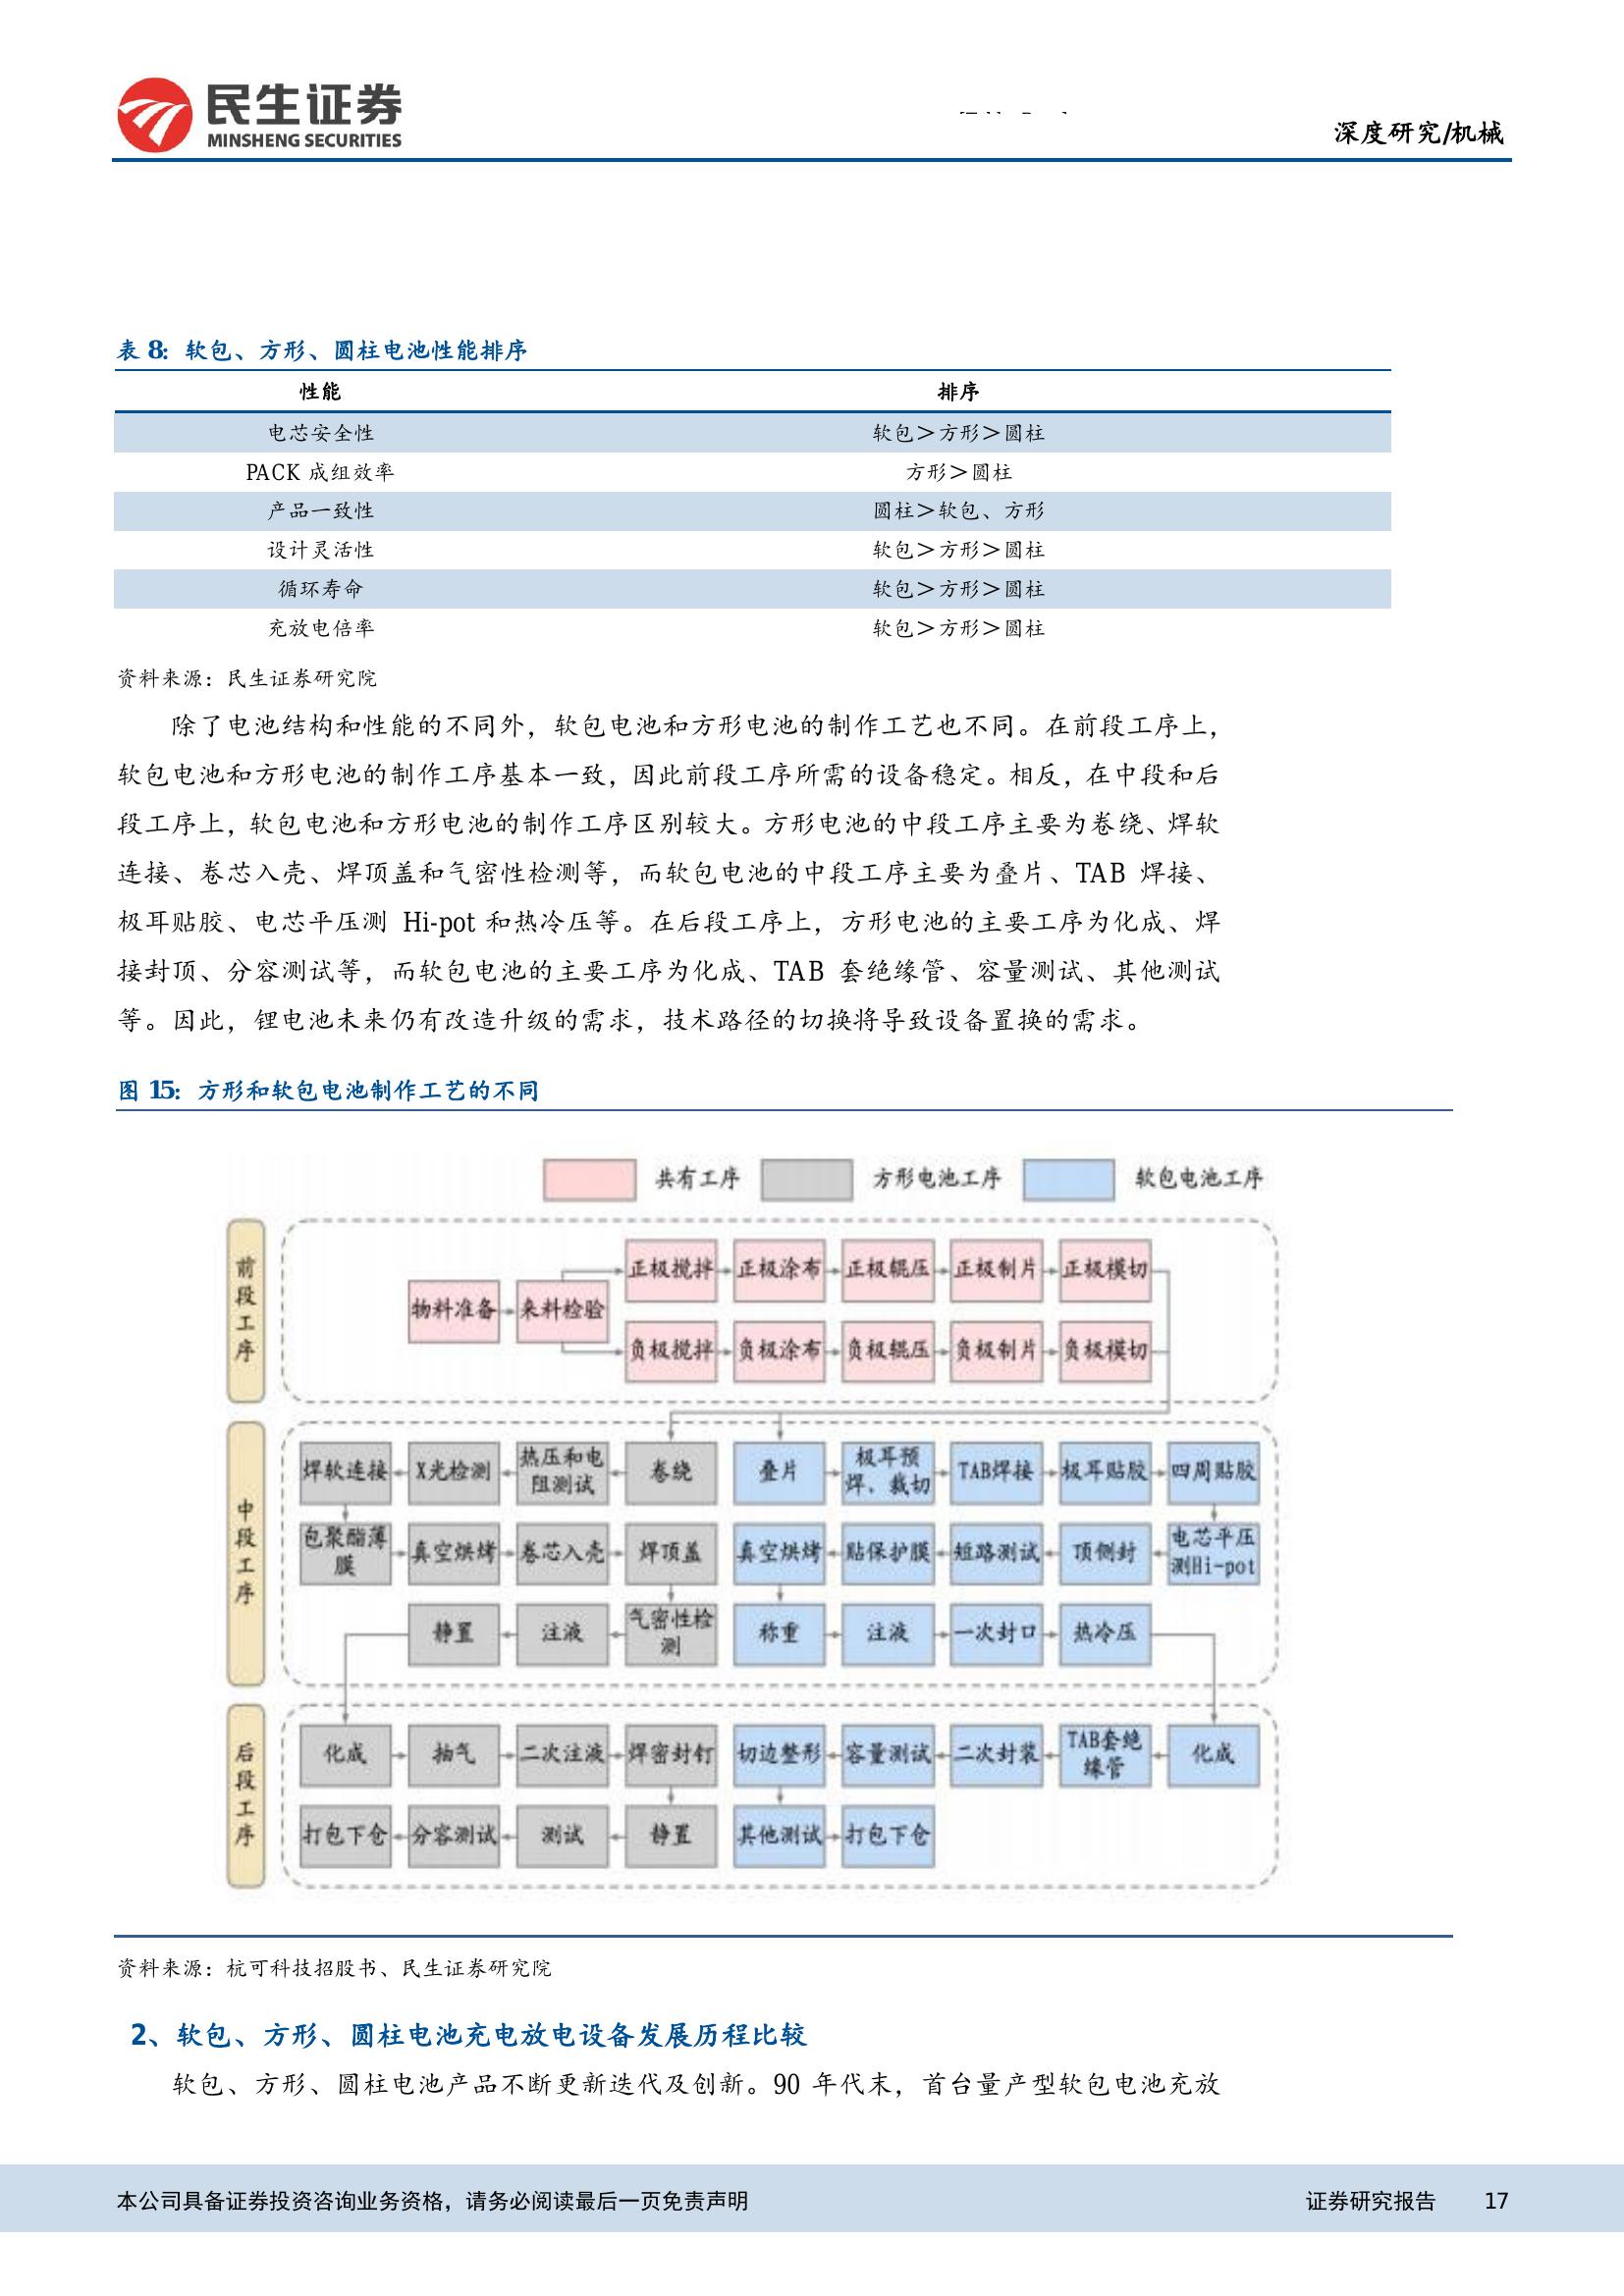 民生证券
MINSHENG SECURITIES
深度研究/机械
表 8：软包、方形、圆柱电池性能排序
性能 排序
电芯安全性 软包＞方形＞圆柱
PACK 成组效率 方形＞圆柱
产品一致性 圆柱＞软包、方形
设计灵活性 软包＞方形＞圆柱
循环寿命 软包＞方形＞圆柱
充放电倍率 软包＞方形＞圆柱
资料来源：民生证券研究院
除了电池结构和性能的不同外，软包电池和方形电池的制作工艺也不同。在前段工序上，
软包电池和方形电池的制作工序基本一致，因此前段工序所需的设备稳定。相反，在中段和后
段工序上，软包电池和方形电池的制作工序区别较大。方形电池的中段工序主要为卷绕、焊软
连接、卷芯入壳、焊顶盖和气密性检测等，而软包电池的中段工序主要为叠片、TAB 焊接、
极耳贴胶、电芯平压测 Hi-pot 和热冷压等。在后段工序上，方形电池的主要工序为化成、焊
接封顶、分容测试等，而软包电池的主要工序为化成、TAB 套绝缘管、容量测试、其他测试
等。因此，锂电池未来仍有改造升级的需求，技术路径的切换将导致设备置换的需求。
图 15：方形和软包电池制作工艺的不同
共有工序 方形电池工序 软包电池工序
前段工序
正极搅拌 正极涂布 正极辊压 正极制片 正极模切
物料准备 来料检验
负极搅拌 负极涂布 负极辊压 负极制片 负极模切
中段工序
焊软连接 X光检测 热压和电阻测试 卷绕 叠片 极耳预焊、裁切 TAB焊接 极耳贴胶 四周贴胶
包聚酯薄膜 真空烘烤 卷芯入壳 焊顶盖 真空烘烤 贴保护膜 短路测试 顶侧封 电芯平压测Hi-pot
静置 注液 气密性检测 称重 注液 一次封口 热冷压
后段工序
化成 抽气 二次注液 焊密封钉 切边整形 容量测试 二次封装 TAB套绝缘管 化成
打包下仓 分容测试 测试 静置 其他测试 打包下仓
资料来源：杭可科技招股书、民生证券研究院
2、软包、方形、圆柱电池充电放电设备发展历程比较
软包、方形、圆柱电池产品不断更新迭代及创新。90 年代末，首台量产型软包电池充放
本公司具备证券投资咨询业务资格，请务必阅读最后一页免责声明 证券研究报告 17